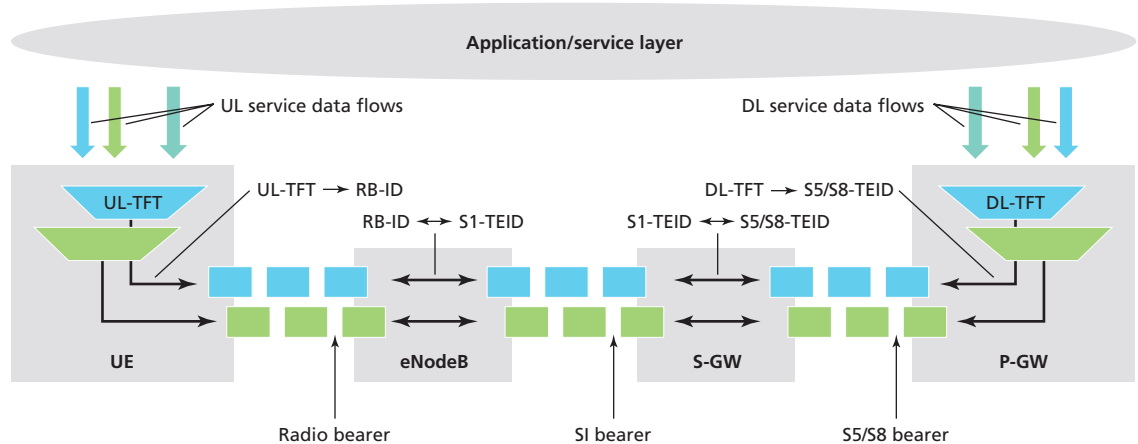 Application/service layer
UL service data flows
DL service data flows
UL-TFT
UL-TFT → RB-ID
DL-TFT → S5/S8-TEID
DL-TFT
RB-ID ↔ S1-TEID
S1-TEID ↔ S5/S8-TEID
UE
eNodeB
S-GW
P-GW
Radio bearer
SI bearer
S5/S8 bearer